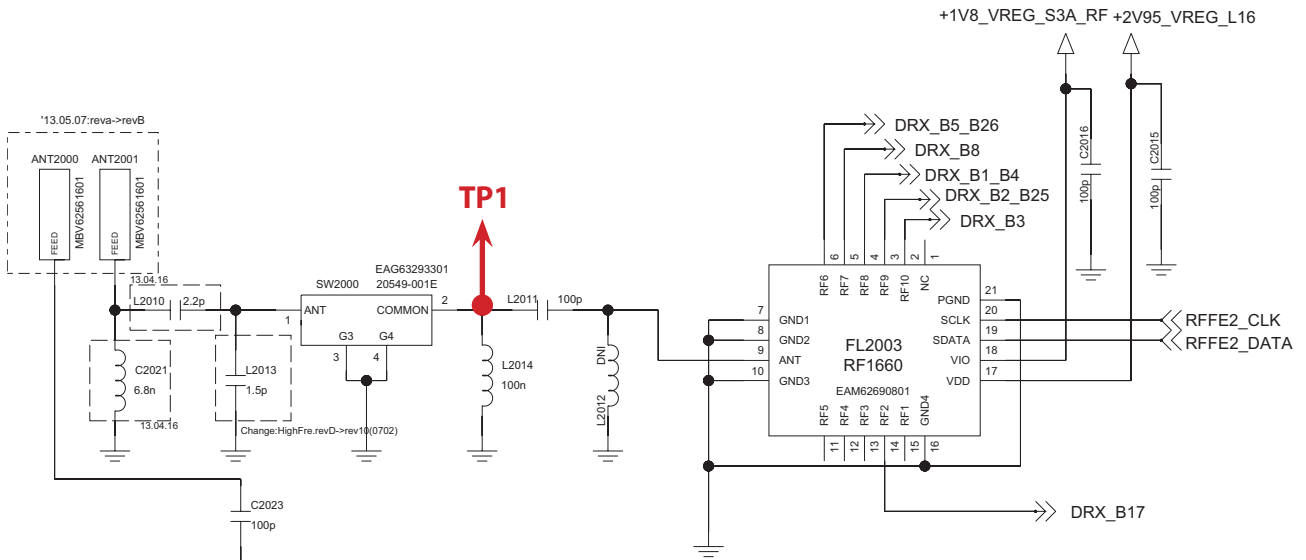 +1V8_VREG_S3A_RF
+2V95_VREG_L16
'13.05.07:reva->revB
ANT2000
ANT2001
FEED
MBV62561601
FEED
MBV62561601
13.04.16
L2010
2.2p
1
C2021
6.8n
13.04.16
L2013
1.5p
Change:HighFre.revD->rev10(0702)
C2023
100p
EAG63293301
SW2000
20549-001E
ANT
COMMON
G3
G4
3
4
2
TP1
L2011
100p
L2014
100n
DNI
L2012
DRX_B5_B26
DRX_B8
DRX_B1_B4
DRX_B2_B25
DRX_B3
C2016
100p
C2015
100p
6
5
4
3
2
1
RF6
RF7
RF8
RF9
RF10
NC
7
GND1
8
GND2
9
ANT
10
GND3
PGND
21
SCLK
20
SDATA
19
VIO
18
VDD
17
FL2003
RF1660
EAM62690801
RF5
RF4
RF3
RF2
RF1
GND4
11
12
13
14
15
16
RFFE2_CLK
RFFE2_DATA
DRX_B17